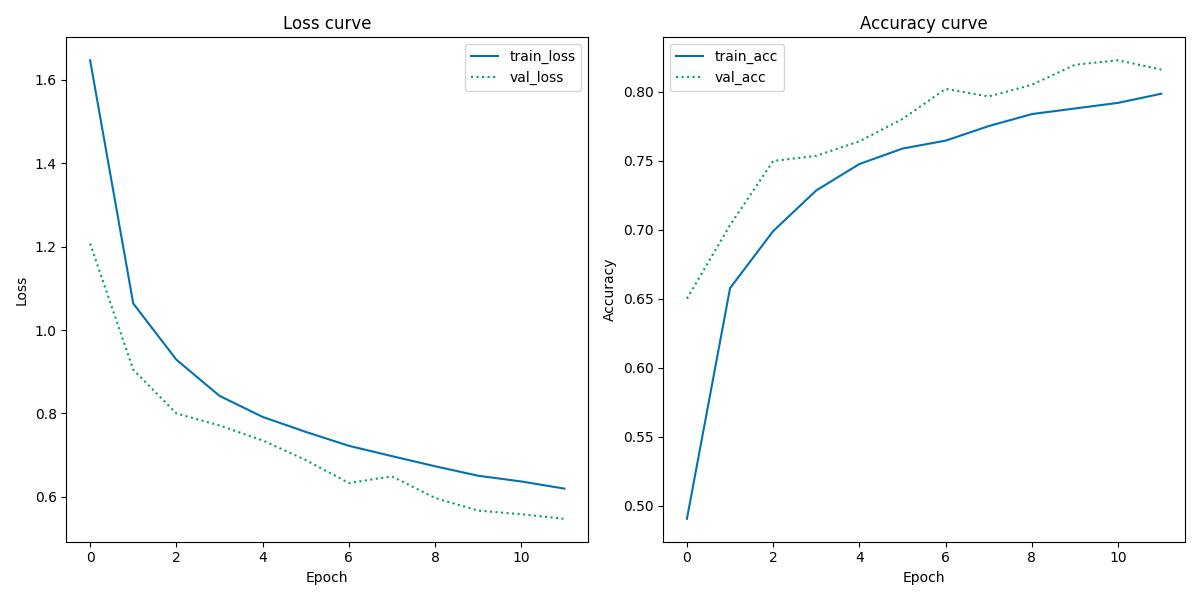 Loss curve
train_loss
val_loss
1.6
1.4
1.2
1.0
0.8
0.6
Loss
0 2 4 6 8 10
Epoch
Accuracy curve
train_acc
val_acc
0.80
0.75
0.70
0.65
0.60
0.55
0.50
Accuracy
0 2 4 6 8 10
Epoch